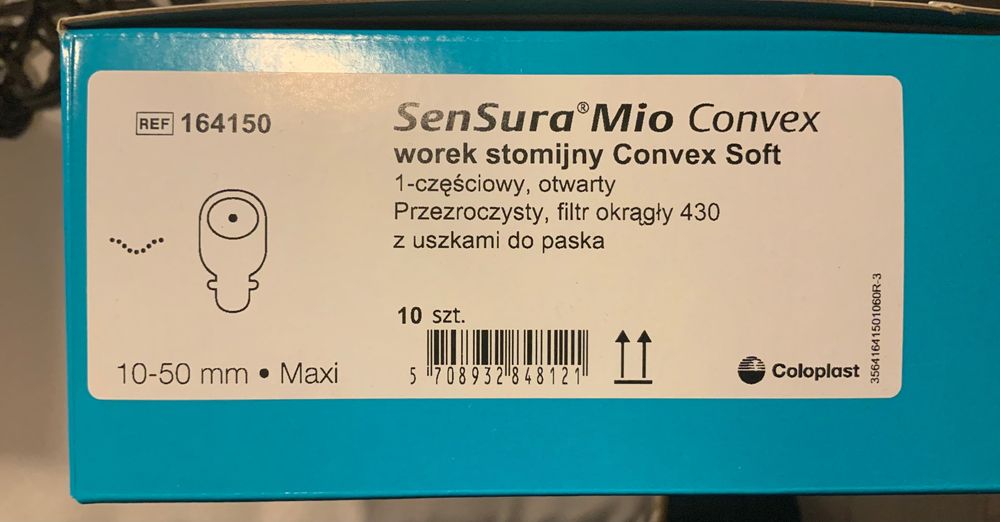 REF 164150
SenSura® Mio Convex
worek stomijny Convex Soft
1-częściowy, otwarty
Przezroczysty, filtr okrągły 430
z uszkami do paska
10 szt.
5 708932 848121
10-50 mm • Maxi
Coloplast
35641641501060R-3